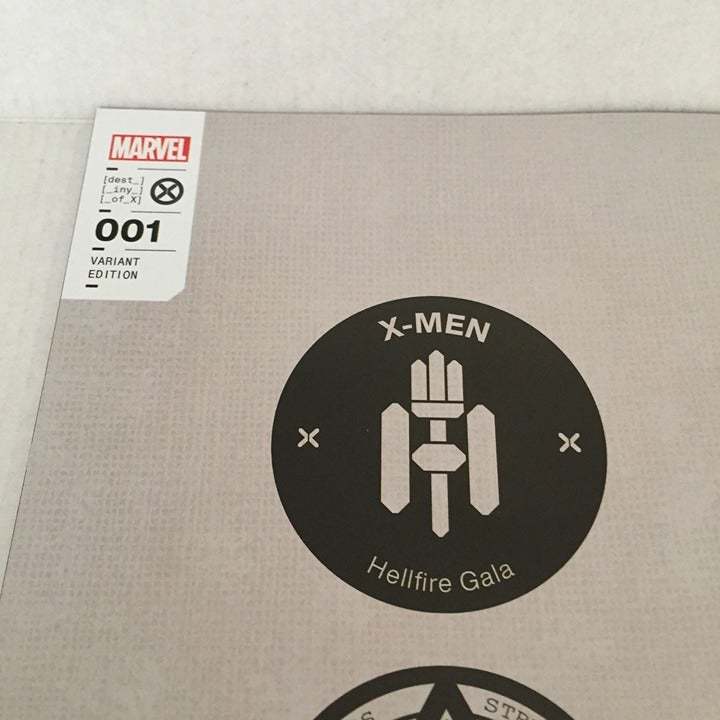 MARVEL
[dest_]
[_iny_]
[_of_X]
001
VARIANT
EDITION
X-MEN
Hellfire Gala